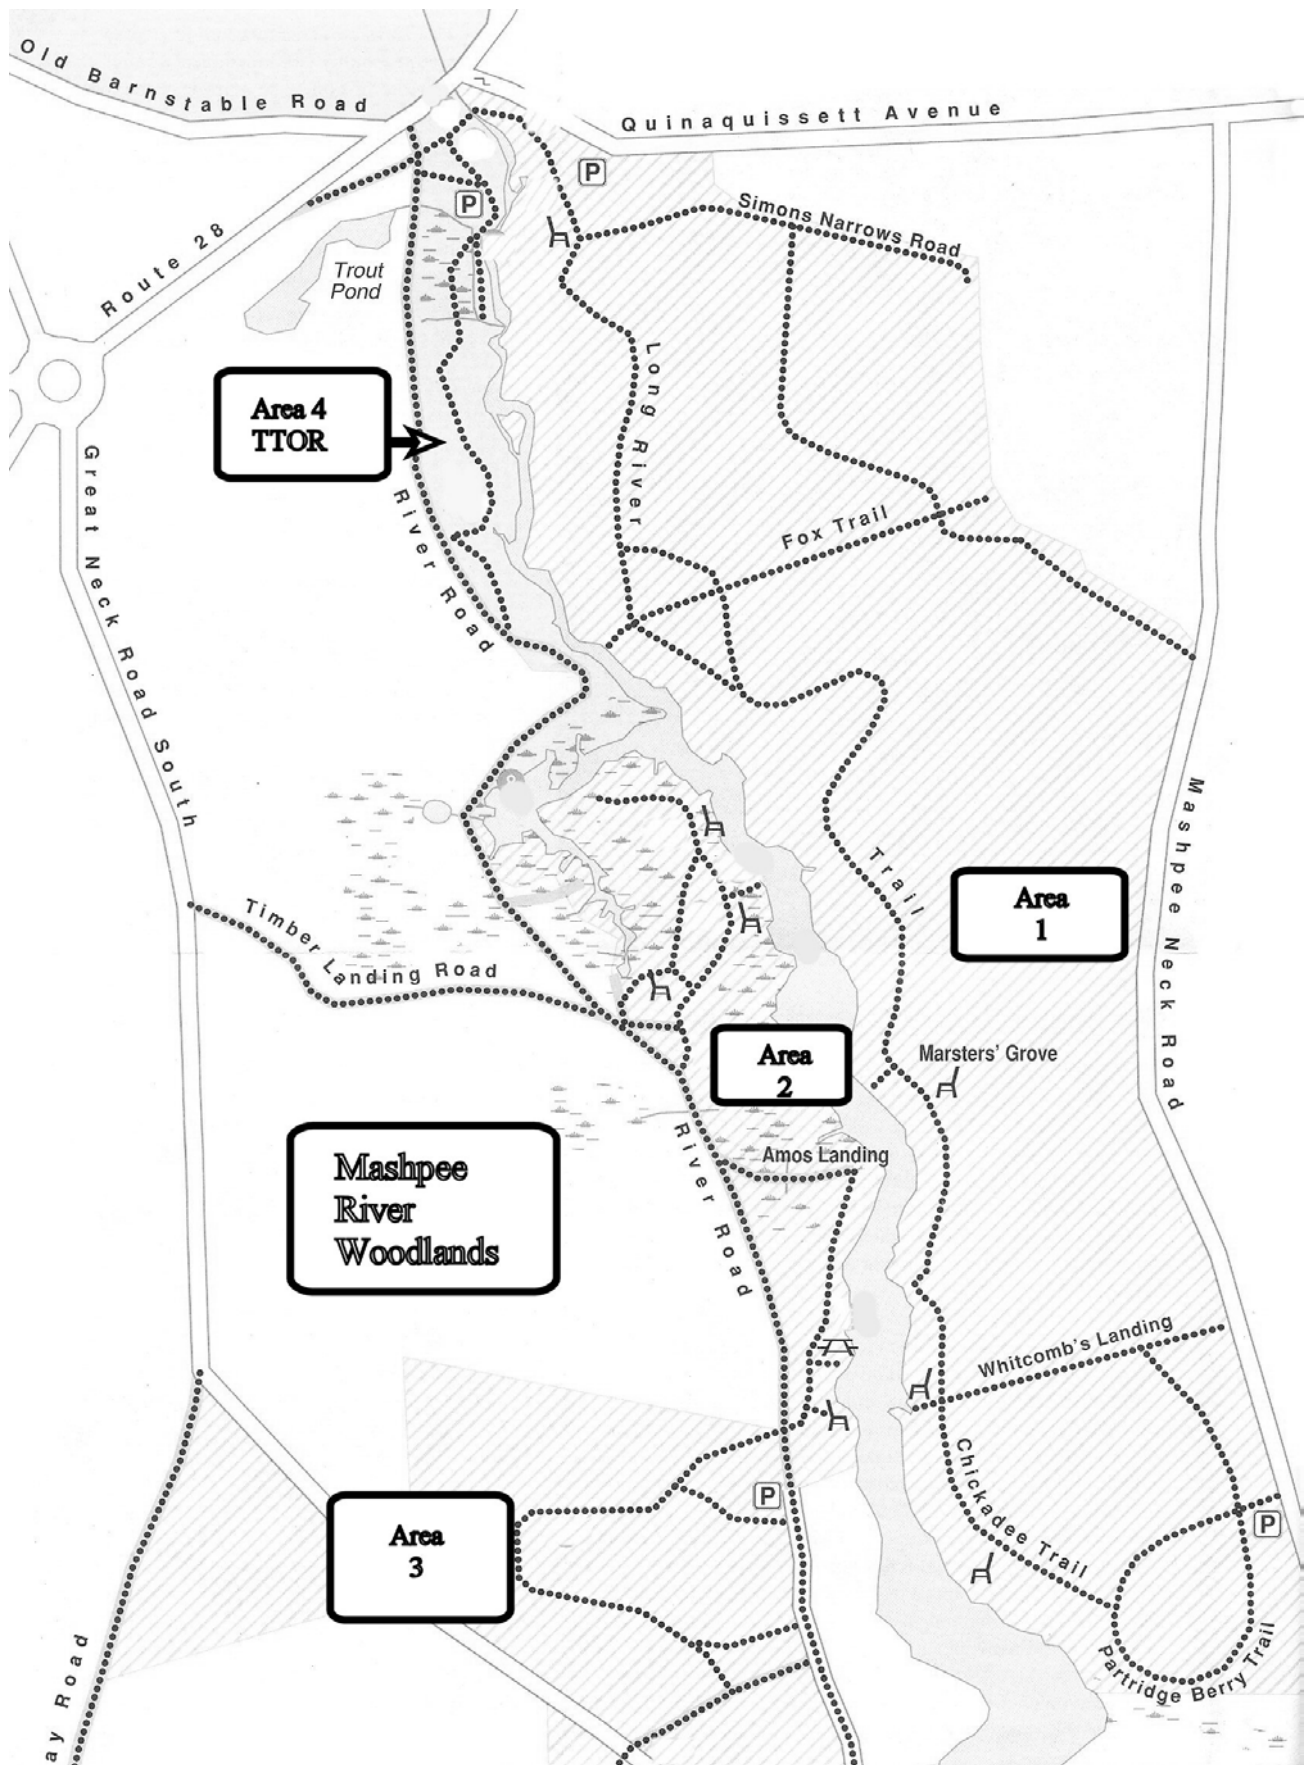 Old Barnstable Road
Quinaquissett Avenue
P
P
Simons Narrows Road
Route 28
Trout
Pond
Long River
Area 4
TTOR
Great Neck Road South
River Road
Fox Trail
Mashpee Neck Road
Trail
Area
1
Timber Landing Road
Area
2
Marsters' Grove
Mashpee
River
Woodlands
River Road
Amos Landing
Whitcomb's Landing
Chickadee Trail
P
P
Area
3
Partridge Berry Trail
ay Road